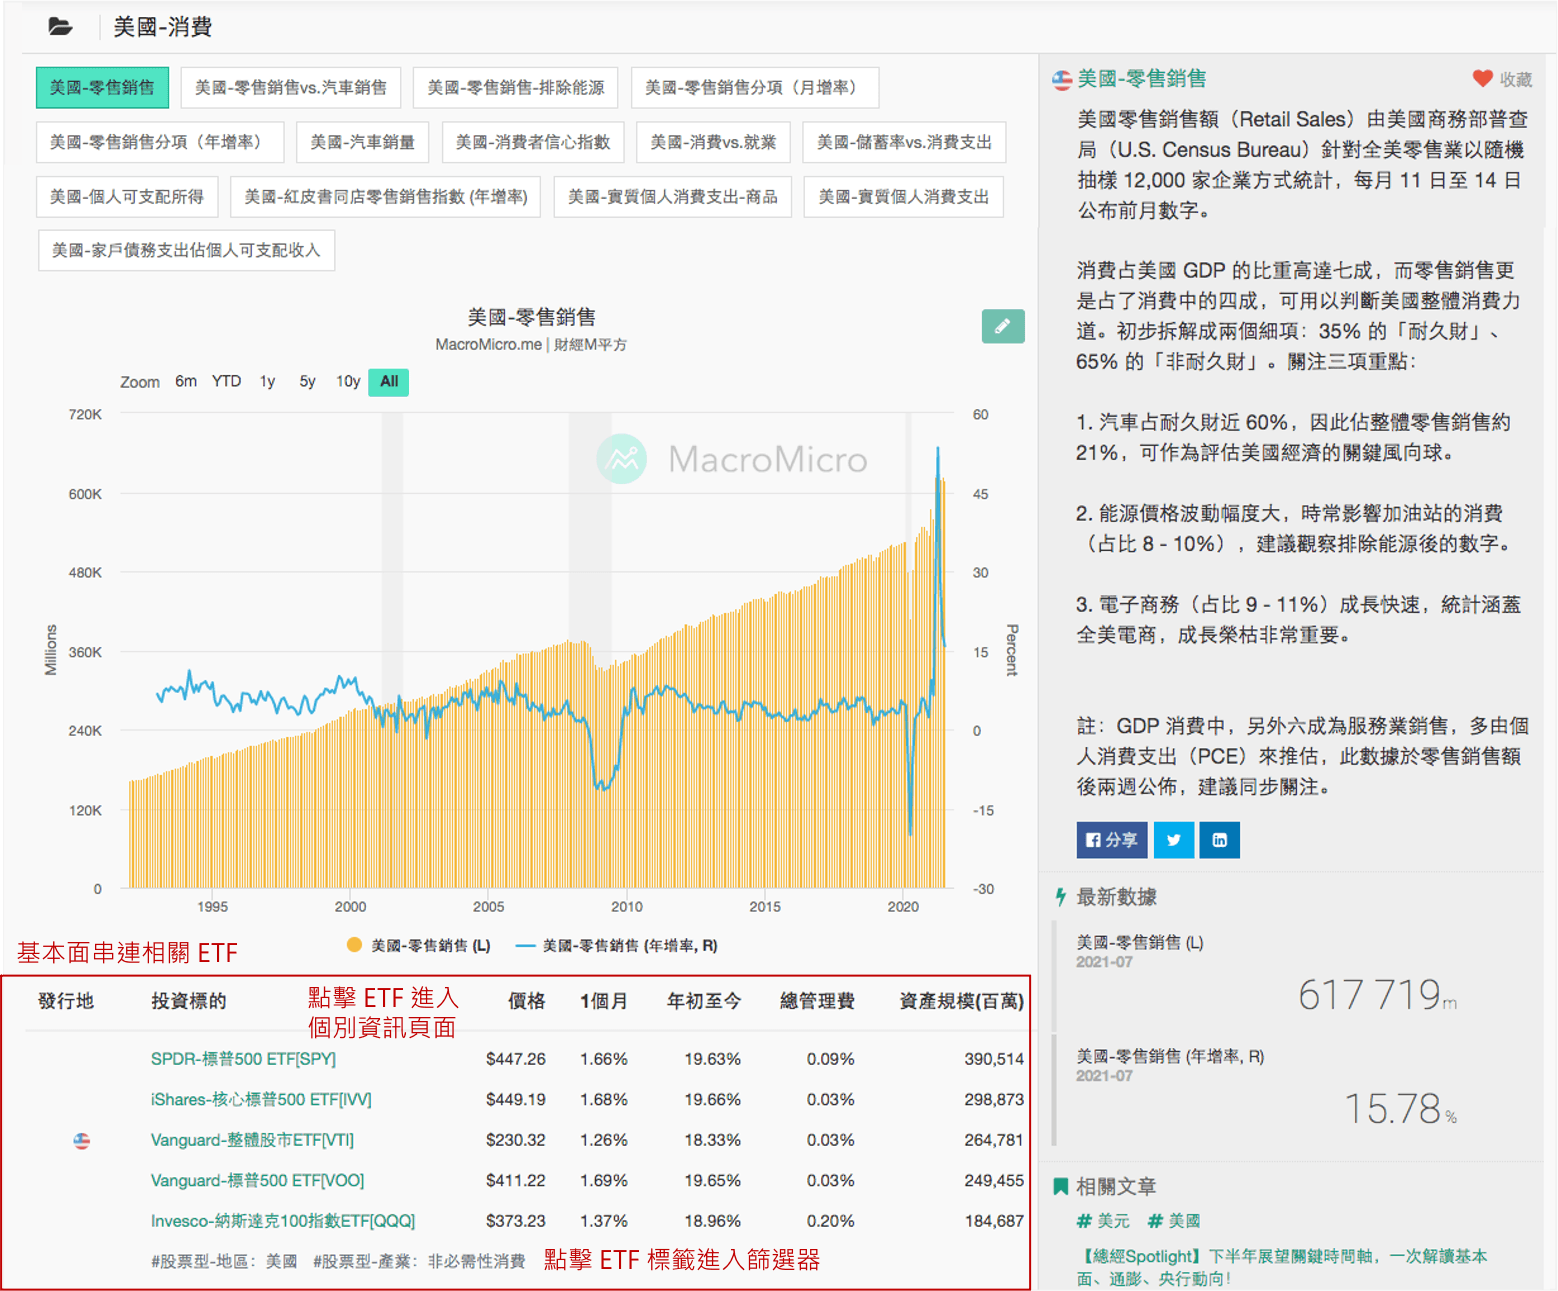 美國-消費
美國-零售銷售
美國-零售銷售vs.汽車銷售
美國-零售銷售-排除能源
美國-零售銷售分項（月增率）
美國-零售銷售分項（年增率）
美國-汽車銷量
美國-消費者信心指數
美國-消費vs.就業
美國-儲蓄率vs.消費支出
美國-個人可支配所得
美國-紅皮書同店零售銷售指數 (年增率)
美國-實質個人消費支出-商品
美國-實質個人消費支出
美國-家戶債務支出佔個人可支配收入
美國-零售銷售
MacroMicro.me | 財經M平方
Zoom 6m YTD 1y 5y 10y All
MacroMicro
720K
600K
480K
360K
240K
120K
0
Millions
60
45
30
15
0
-15
-30
Percent
1995 2000 2005 2010 2015 2020
美國-零售銷售 (L) 美國-零售銷售 (年增率, R)
基本面串連相關 ETF
發行地 投資標的 價格 1個月 年初至今 總管理費 資產規模(百萬)
點擊 ETF 進入
個別資訊頁面
SPDR-標普500 ETF[SPY] $447.26 1.66% 19.63% 0.09% 390,514
iShares-核心標普500 ETF[IVV] $449.19 1.68% 19.66% 0.03% 298,873
Vanguard-整體股市ETF[VTI] $230.32 1.26% 18.33% 0.03% 264,781
Vanguard-標普500 ETF[VOO] $411.22 1.69% 19.65% 0.03% 249,455
Invesco-納斯達克100指數ETF[QQQ] $373.23 1.37% 18.96% 0.20% 184,687
#股票型-地區：美國 #股票型-產業：非必需性消費
點擊 ETF 標籤進入篩選器
美國-零售銷售
收藏
美國零售銷售額（Retail Sales）由美國商務部普查
局（U.S. Census Bureau）針對全美零售業以隨機
抽樣 12,000 家企業方式統計，每月 11 日至 14 日
公布前月數字。
消費占美國 GDP 的比重高達七成，而零售銷售更
是占了消費中的四成，可用以判斷美國整體消費力
道。初步拆解成兩個細項：35% 的「耐久財」、
65% 的「非耐久財」。關注三項重點：
1. 汽車占耐久財近 60%，因此佔整體零售銷售約
21%，可作為評估美國經濟的關鍵風向球。
2. 能源價格波動幅度大，時常影響加油站的消費
（占比 8 - 10%），建議觀察排除能源後的數字。
3. 電子商務（占比 9 - 11%）成長快速，統計涵蓋
全美電商，成長榮枯非常重要。
註：GDP 消費中，另外六成為服務業銷售，多由個
人消費支出（PCE）來推估，此數據於零售銷售額
後兩週公佈，建議同步關注。
分享
最新數據
美國-零售銷售 (L)
2021-07
617 719m
美國-零售銷售 (年增率, R)
2021-07
15.78%
相關文章
# 美元 # 美國
【總經Spotlight】下半年展望關鍵時間軸，一次解讀基本
面、通膨、央行動向！